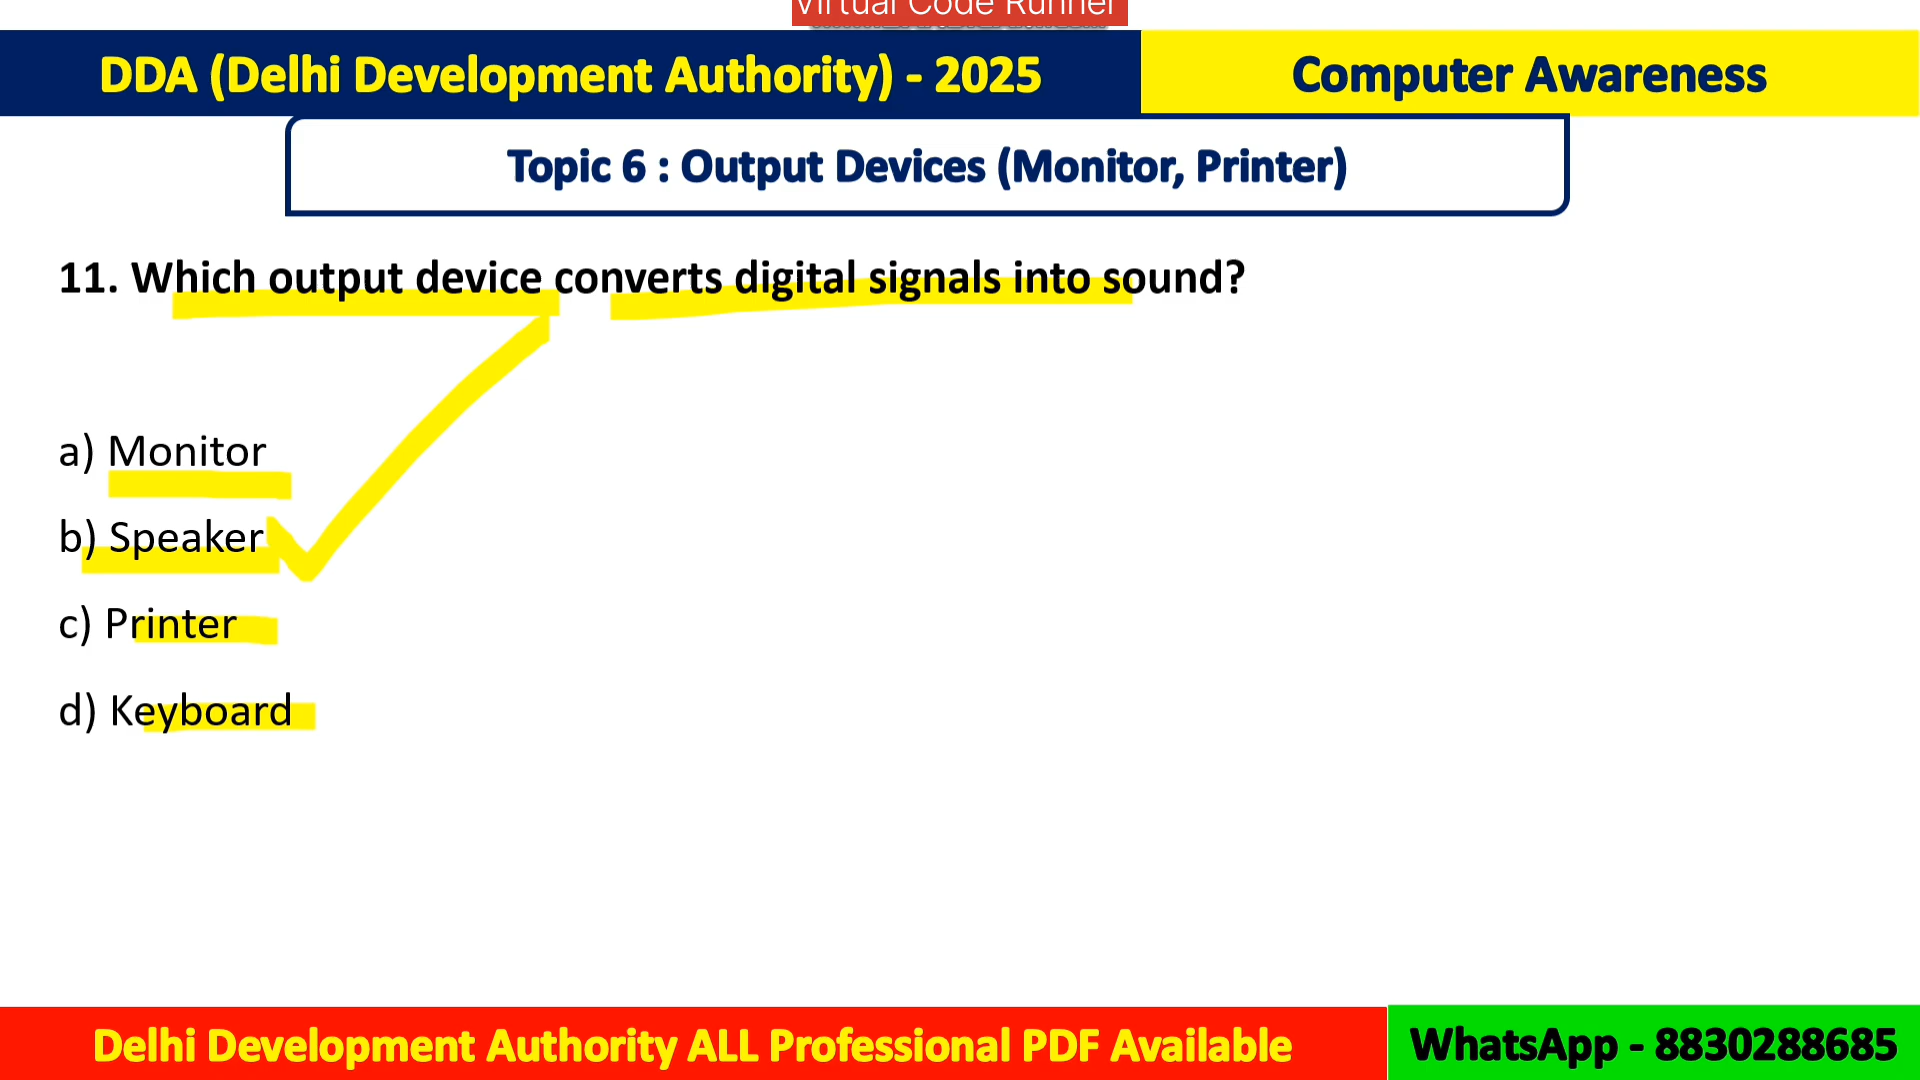 Virtual Code Runner
DDA (Delhi Development Authority) - 2025
Computer Awareness
Topic 6 : Output Devices (Monitor, Printer)
11. Which output device converts digital signals into sound?
a) Monitor
b) Speaker
c) Printer
d) Keyboard
Delhi Development Authority ALL Professional PDF Available
WhatsApp - 8830288685